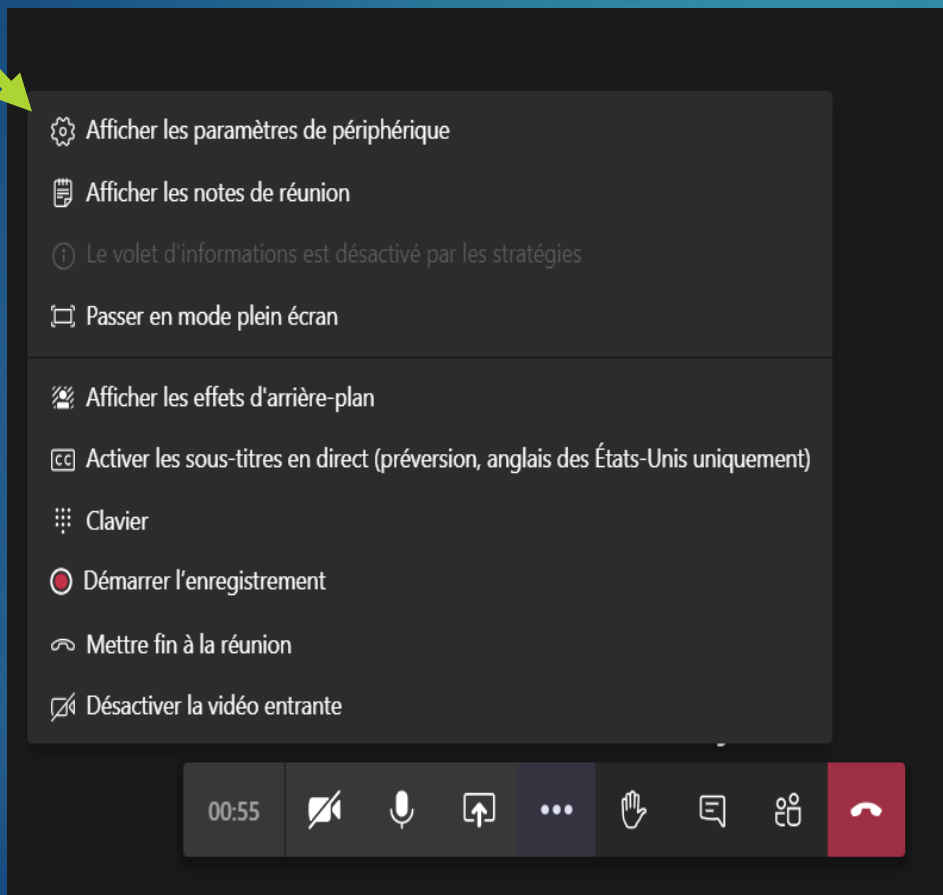 Afficher les paramètres de périphérique
Afficher les notes de réunion
Le volet d'informations est désactivé par les stratégies
Passer en mode plein écran
Afficher les effets d'arrière-plan
CC Activer les sous-titres en direct (préversion, anglais des États-Unis uniquement)
Clavier
Démarrer l'enregistrement
Mettre fin à la réunion
Désactiver la vidéo entrante
00:55